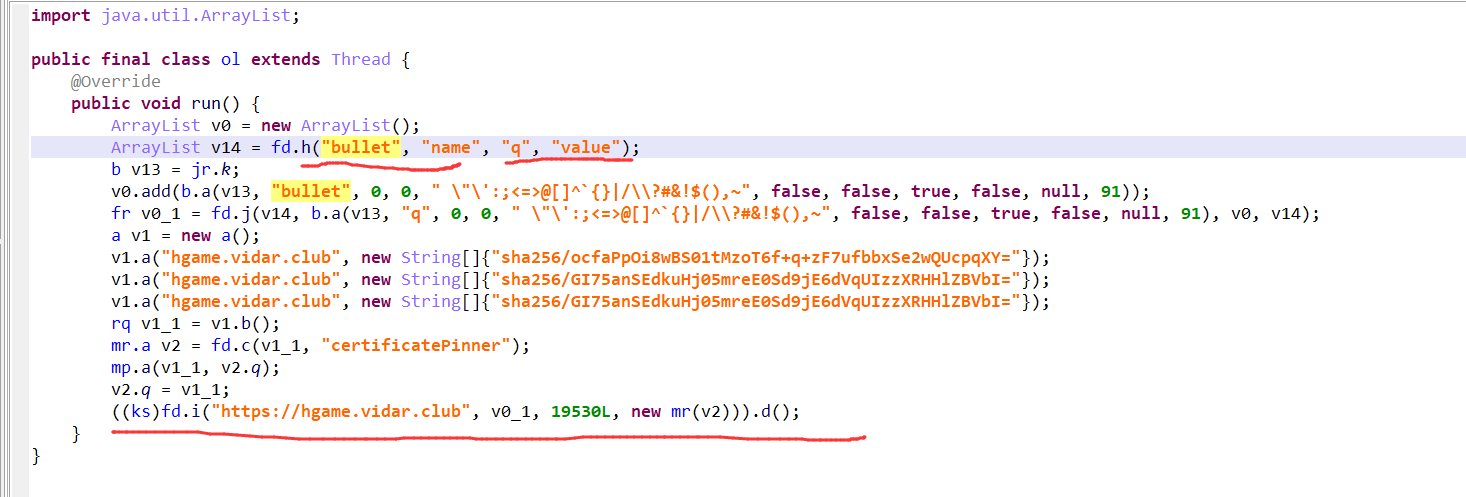 import java.util.ArrayList;
public final class ol extends Thread {
@Override
public void run() {
ArrayList v0 = new ArrayList();
ArrayList v14 = fd.h("bullet", "name", "q", "value");
b v13 = jr.k;
v0.add(b.a(v13, "bullet", 0, 0, " \"\':;<=>@[]^`{}|/\\?#&!$(),~", false, false, true, false, null, 91));
fr v0_1 = fd.j(v14, b.a(v13, "q", 0, 0, " \"\':;<=>@[]^`{}|/\\?#&!$(),~", false, false, true, false, null, 91), v0, v14);
a v1 = new a();
v1.a("hgame.vidar.club", new String[]{"sha256/ocfaPpOi8wBS01tMzoT6f+q+zF7ufbbxSe2wQUcpqXY="});
v1.a("hgame.vidar.club", new String[]{"sha256/GI75anSEdkuHj05mreE0Sd9jE6dVqUIzzXRHHlZBVbI="});
v1.a("hgame.vidar.club", new String[]{"sha256/GI75anSEdkuHj05mreE0Sd9jE6dVqUIzzXRHHlZBVbI="});
rq v1_1 = v1.b();
mr.a v2 = fd.c(v1_1, "certificatePinner");
mp.a(v1_1, v2.q);
v2.q = v1_1;
((ks)fd.i("https://hgame.vidar.club", v0_1, 19530L, new mr(v2))).d();
}
}